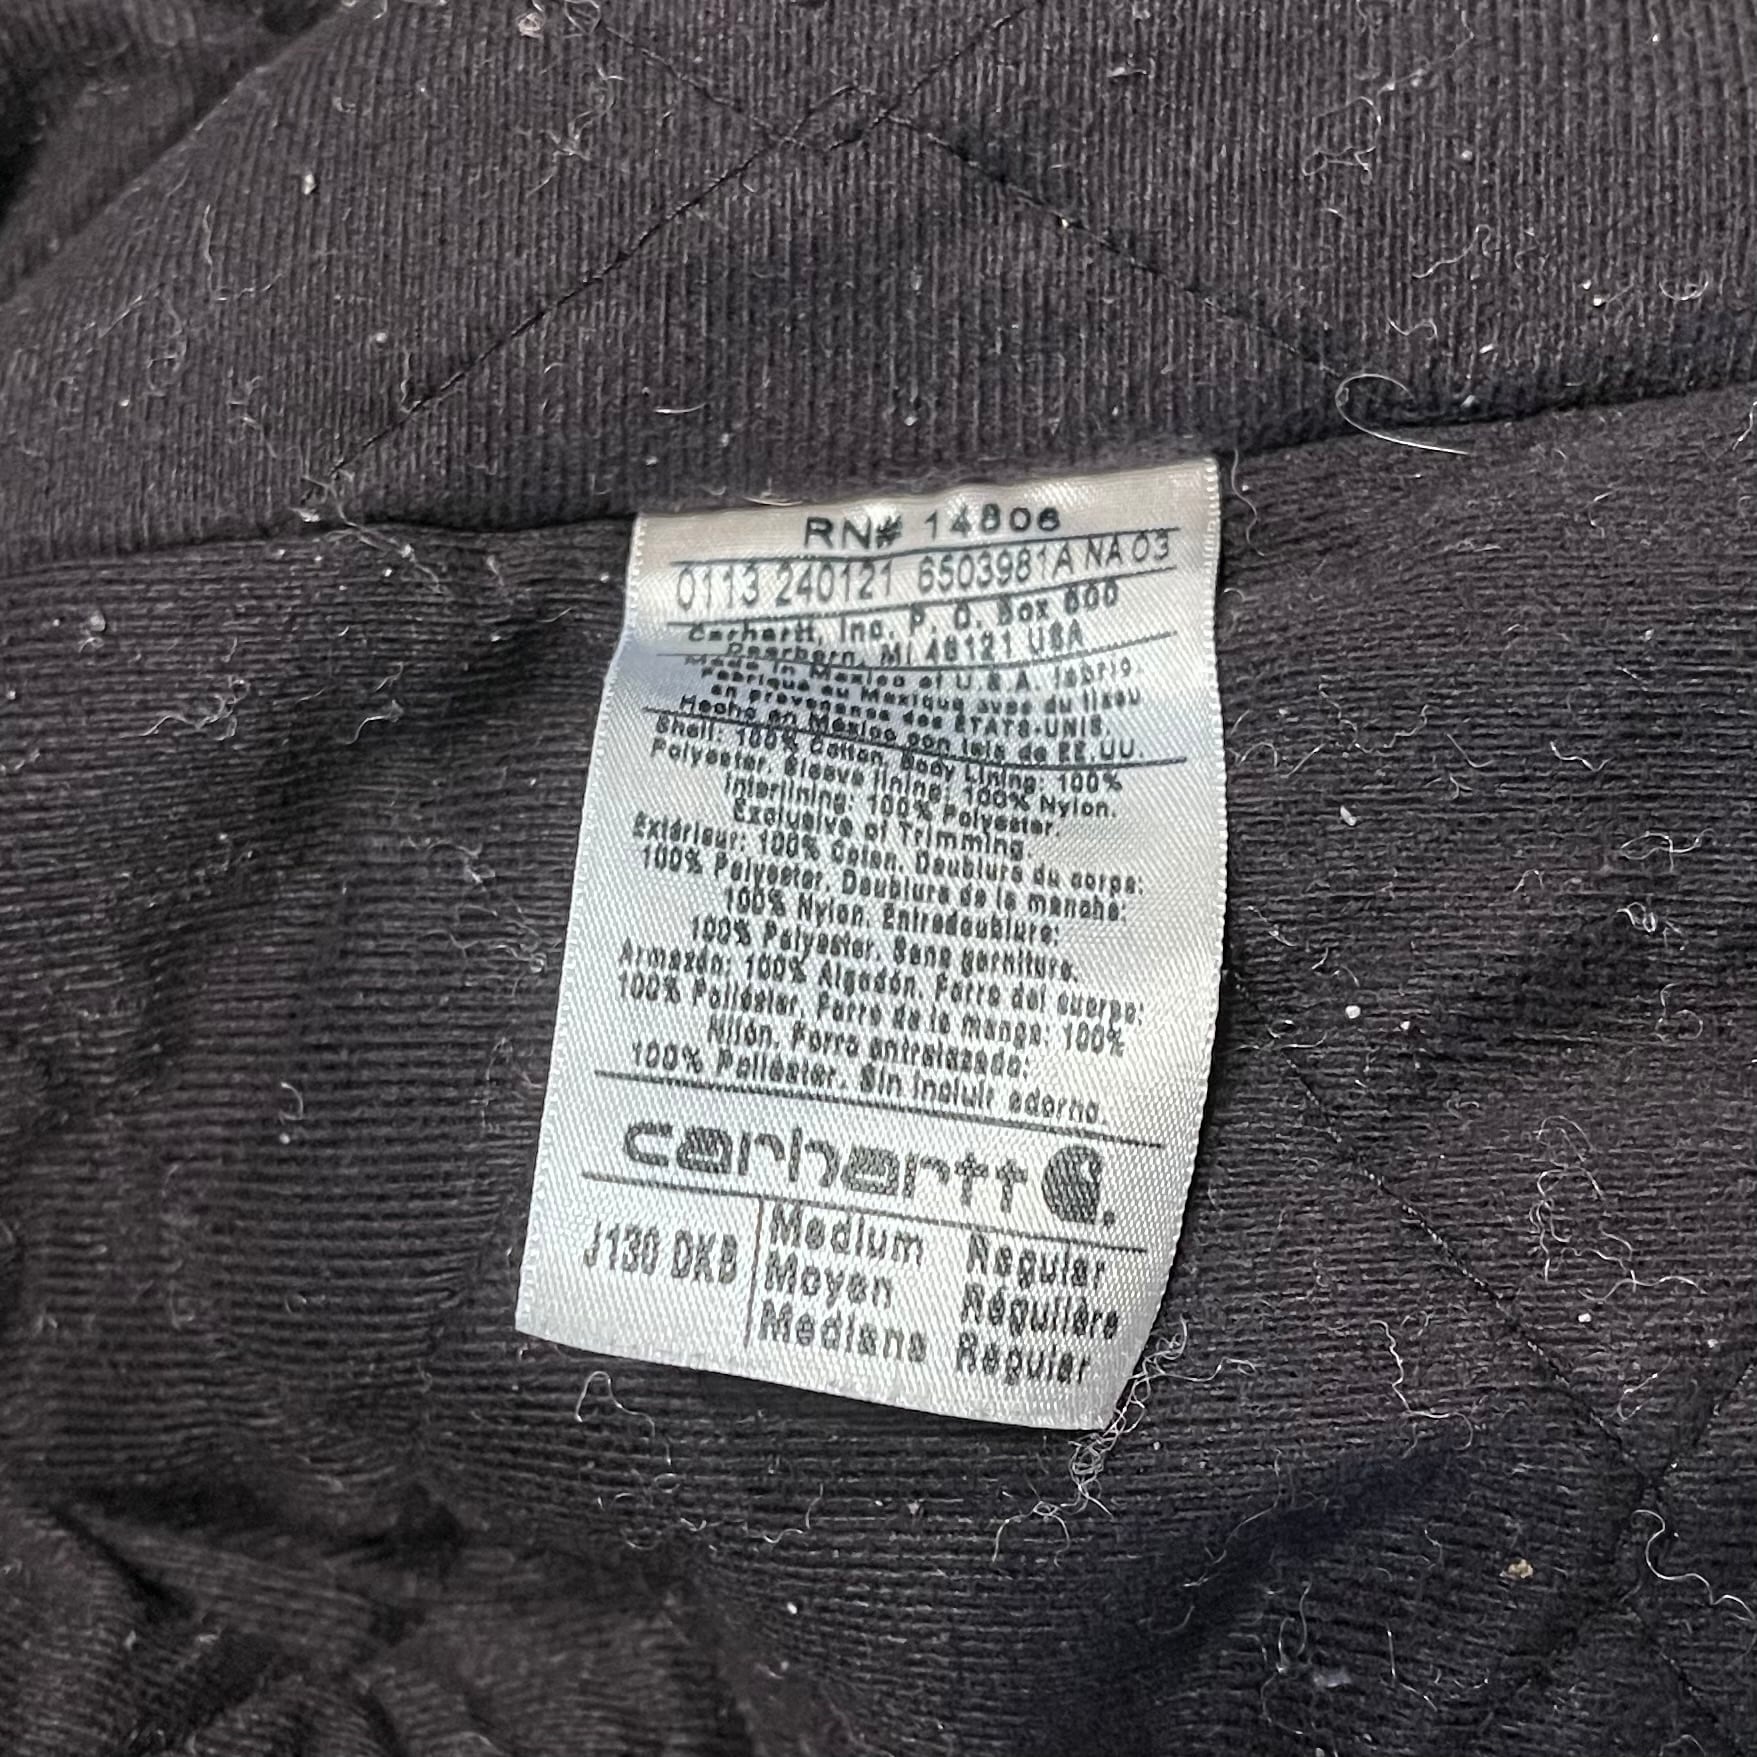 RN# 14806
0113 240121 6503981A NA 03
Carhartt, Inc. P. O. Box 600
Dearborn, MI 48121 USA
Made in Mexico of U.S.A. fabric.
Fabriqué au Mexique avec du tissu
en provenance des ÉTATS-UNIS.
Hecho en México con tela de EE.UU.
Shell: 100% Cotton. Body Lining: 100%
Polyester. Sleeve lining: 100% Nylon.
Interlining: 100% Polyester.
Exclusive of Trimming.
Extérieur: 100% Coton. Doublure du corps:
100% Polyester. Doublure de la manche:
100% Nylon. Entredoublure:
100% Polyester. Sans garniture.
Armazón: 100% Algodón. Forro del cuerpo:
100% Poliéster. Forro de la manga: 100%
Nilón. Forro entrelazado:
100% Poliéster. Sin incluir adorno.
carhartt
J130 DKB
Medium Regular
Moyen Régulière
Mediana Regular